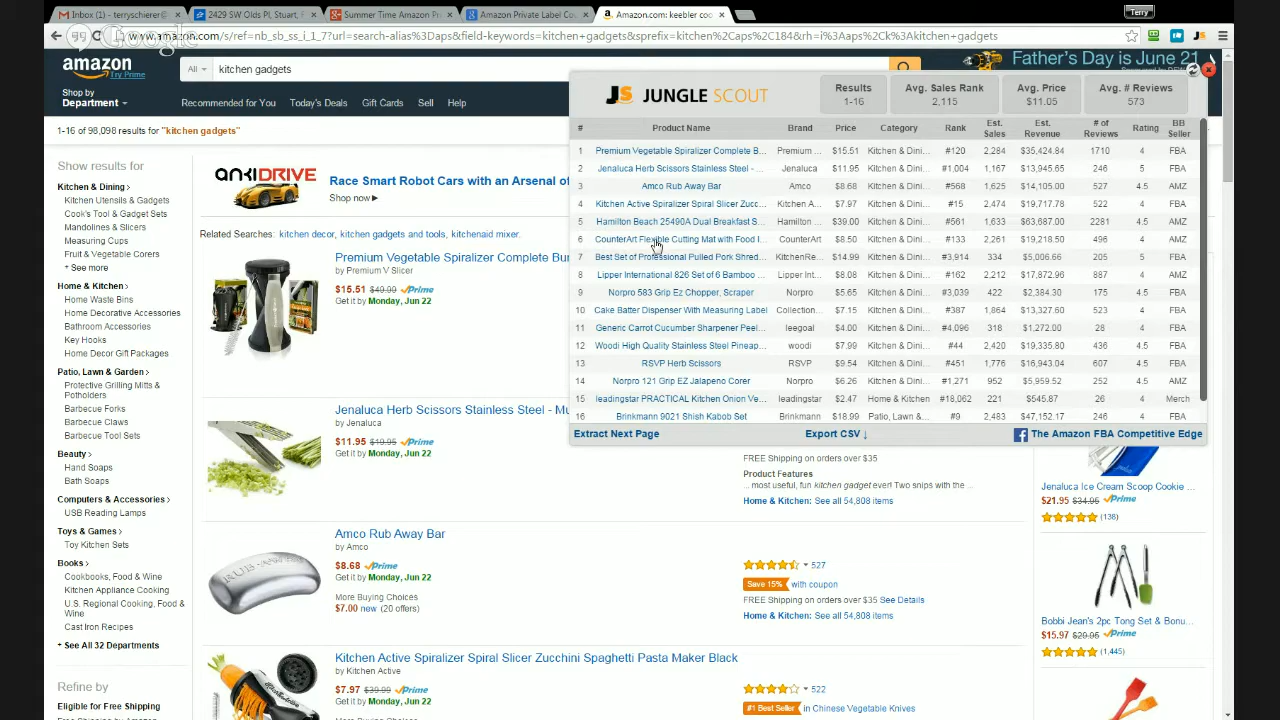 Inbox (1) - terryschierer@
2429 SW Olds Pl, Stuart, F
Summer Time Amazon Pr
Amazon Private Label Cou
Amazon.com: keebler coo
Terry
www.amazon.com/s/ref=nb_sb_ss_i_1_7?url=search-alias%3Daps&field-keywords=kitchen+gadgets&sprefix=kitchen%2Caps%2C184&rh=i%3Aaps%2Ck%3Akitchen+gadgets
Google
amazon
Try Prime
All
kitchen gadgets
Father's Day is June 21
Shop by
Department
Recommended for You
Today's Deals
Gift Cards
Sell
Help
1-16 of 98,098 results for "kitchen gadgets"
Show results for
Kitchen & Dining ›
Kitchen Utensils & Gadgets
Cook's Tool & Gadget Sets
Mandolines & Slicers
Measuring Cups
Fruit & Vegetable Corers
+ See more
Home & Kitchen ›
Home Waste Bins
Home Decorative Accessories
Bathroom Accessories
Key Hooks
Home Decor Gift Packages
Patio, Lawn & Garden ›
Protective Grilling Mitts &
Potholders
Barbecue Forks
Barbecue Claws
Barbecue Tool Sets
Beauty ›
Hand Soaps
Bath Soaps
Computers & Accessories ›
USB Reading Lamps
Toys & Games ›
Toy Kitchen Sets
Books ›
Cookbooks, Food & Wine
Kitchen Appliance Cooking
U.S. Regional Cooking, Food &
Wine
Cast Iron Recipes
+ See All 32 Departments
Refine by
Eligible for Free Shipping
Free Shipping by Amazon
ANKI DRIVE
Race Smart Robot Cars with an Arsenal of
Shop now ▸
Related Searches: kitchen decor, kitchen gadgets and tools, kitchenaid mixer.
Premium Vegetable Spiralizer Complete Bun
by Premium V Slicer
$15.51 $49.99 Prime
Get it by Monday, Jun 22
Jenaluca Herb Scissors Stainless Steel - Mu
by Jenaluca
$11.95 $19.95 Prime
Get it by Monday, Jun 22
FREE Shipping on orders over $35
Product Features
... most useful, fun kitchen gadget ever! Two snips with the ...
Home & Kitchen: See all 54,808 items
Amco Rub Away Bar
by Amco
$8.68 Prime
Get it by Monday, Jun 22
More Buying Choices
$7.00 new (20 offers)
RUB-AWAY
527
Save 15% with coupon
FREE Shipping on orders over $35 See Details
Home & Kitchen: See all 54,808 items
Kitchen Active Spiralizer Spiral Slicer Zucchini Spaghetti Pasta Maker Black
by Kitchen Active
$7.97 $39.99 Prime
Get it by Monday, Jun 22
More Buying Choices
522
#1 Best Seller in Chinese Vegetable Knives
JS JUNGLE SCOUT
Results
1-16
Avg. Sales Rank
2,115
Avg. Price
$11.05
Avg. # Reviews
573
# Product Name Brand Price Category Rank Est. Sales Est. Revenue # of Reviews Rating BB Seller
1 Premium Vegetable Spiralizer Complete B... Premium ... $15.51 Kitchen & Dini... #120 2,284 $35,424.84 1710 4 FBA
2 Jenaluca Herb Scissors Stainless Steel - ... Jenaluca $11.95 Kitchen & Dini... #1,004 1,167 $13,945.65 246 5 FBA
3 Amco Rub Away Bar Amco $8.68 Kitchen & Dini... #568 1,625 $14,105.00 527 4.5 AMZ
4 Kitchen Active Spiralizer Spiral Slicer Zucc... Kitchen A... $7.97 Kitchen & Dini... #15 2,474 $19,717.78 522 4 FBA
5 Hamilton Beach 25490A Dual Breakfast S... Hamilton ... $39.00 Kitchen & Dini... #561 1,633 $63,687.00 2281 4.5 AMZ
6 CounterArt Flexible Cutting Mat with Food I... CounterArt $8.50 Kitchen & Dini... #133 2,261 $19,218.50 496 4 AMZ
7 Best Set of Professional Pulled Pork Shred... KitchenRe... $14.99 Kitchen & Dini... #3,914 334 $5,006.66 205 5 FBA
8 Lipper International 826 Set of 6 Bamboo ... Lipper Int... $8.08 Kitchen & Dini... #162 2,212 $17,872.96 887 4 AMZ
9 Norpro 583 Grip Ez Chopper, Scraper Norpro $5.65 Kitchen & Dini... #3,039 422 $2,384.30 175 4.5 FBA
10 Cake Batter Dispenser With Measuring Label Collection... $7.15 Kitchen & Dini... #387 1,864 $13,327.60 523 4 FBA
11 Generic Carrot Cucumber Sharpener Peel... leegoal $4.00 Kitchen & Dini... #4,096 318 $1,272.00 28 4 FBA
12 Woodi High Quality Stainless Steel Pineap... woodi $7.99 Kitchen & Dini... #44 2,420 $19,335.80 436 4.5 FBA
13 RSVP Herb Scissors RSVP $9.54 Kitchen & Dini... #451 1,776 $16,943.04 607 4.5 FBA
14 Norpro 121 Grip EZ Jalapeno Corer Norpro $6.26 Kitchen & Dini... #1,271 952 $5,959.52 252 4.5 AMZ
15 leadingstar PRACTICAL Kitchen Onion Ve... leadingstar $2.47 Home & Kitchen #18,062 221 $545.87 26 4 Merch
16 Brinkmann 9021 Shish Kabob Set Brinkmann $18.99 Patio, Lawn &... #9 2,483 $47,152.17 246 4 FBA
Extract Next Page
Export CSV ↓
The Amazon FBA Competitive Edge
Jenaluca Ice Cream Scoop Cookie ...
$21.95 $34.95 Prime
(138)
Bobbi Jean's 2pc Tong Set & Bonu...
$15.97 $29.95 Prime
(1,445)